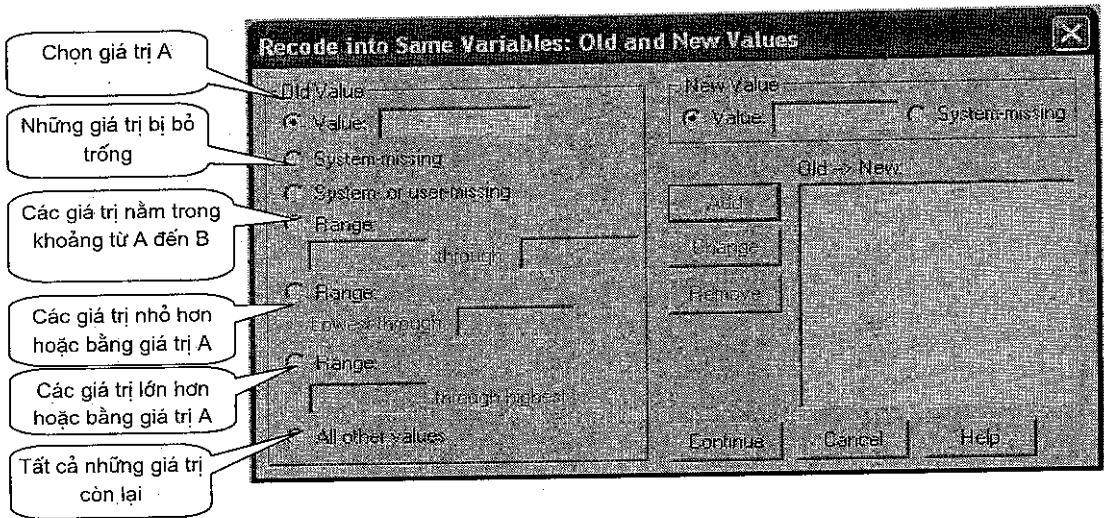 Chọn giá trị A
Những giá trị bị bỏ
trống
Các giá trị nằm trong
khoảng từ A đến B
Các giá trị nhỏ hơn
hoặc bằng giá trị A
Các giá trị lớn hơn
hoặc bằng giá trị A
Tất cả những giá trị
còn lại
Recode into Same Variables: Old and New Values
Old Value
Value:
System-missing
System- or user-missing
Range:
through
Range:
Lowest through
Range:
through highest
All other values
New Value
Value: System-missing
Old --> New:
Add
Change
Remove
Continue Cancel Help